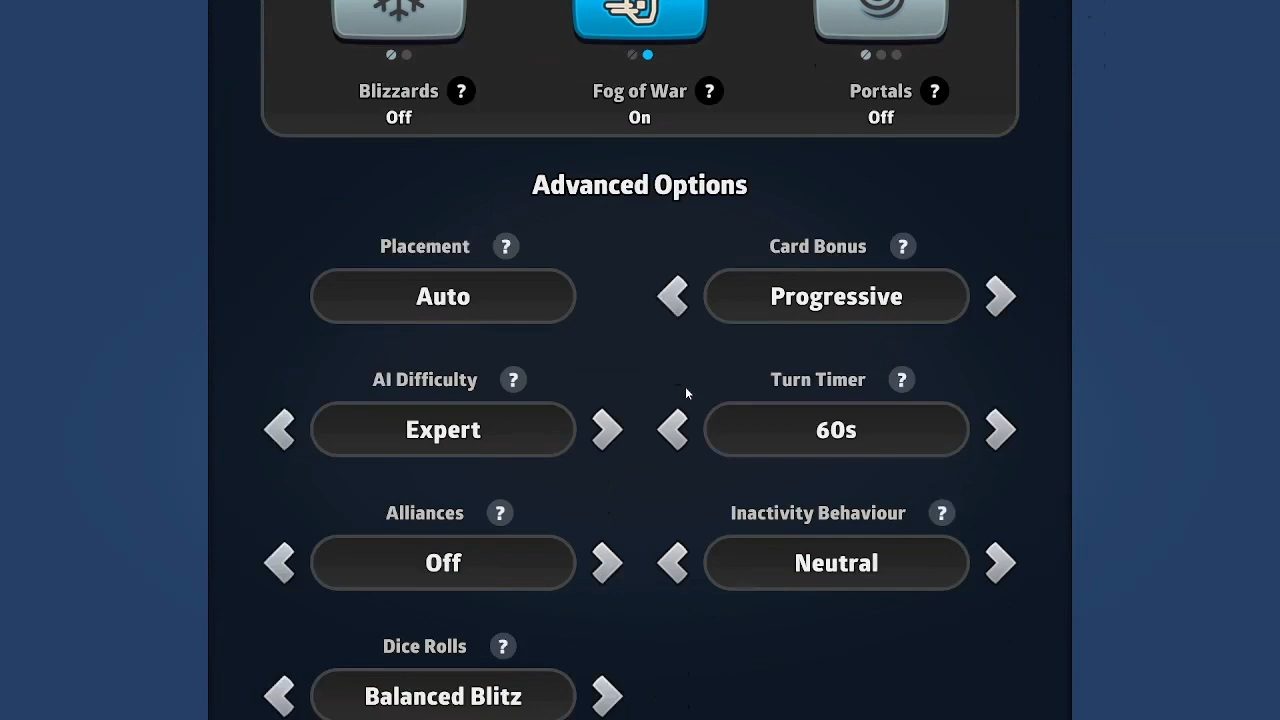 Blizzards ? Fog of War ? Portals ?
Off On Off
Advanced Options
Placement ? Card Bonus ?
Auto Progressive
AI Difficulty ? Turn Timer ?
Expert 60s
Alliances ? Inactivity Behaviour ?
Off Neutral
Dice Rolls ?
Balanced Blitz